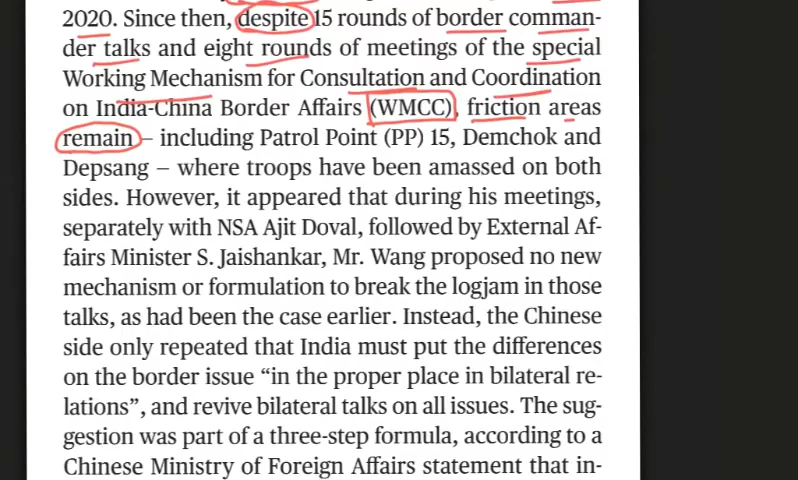 2020. Since then, despite 15 rounds of border comman-
der talks and eight rounds of meetings of the special
Working Mechanism for Consultation and Coordination
on India-China Border Affairs (WMCC), friction areas
remain – including Patrol Point (PP) 15, Demchok and
Depsang – where troops have been amassed on both
sides. However, it appeared that during his meetings,
separately with NSA Ajit Doval, followed by External Af-
fairs Minister S. Jaishankar, Mr. Wang proposed no new
mechanism or formulation to break the logjam in those
talks, as had been the case earlier. Instead, the Chinese
side only repeated that India must put the differences
on the border issue “in the proper place in bilateral re-
lations”, and revive bilateral talks on all issues. The sug-
gestion was part of a three-step formula, according to a
Chinese Ministry of Foreign Affairs statement that in-